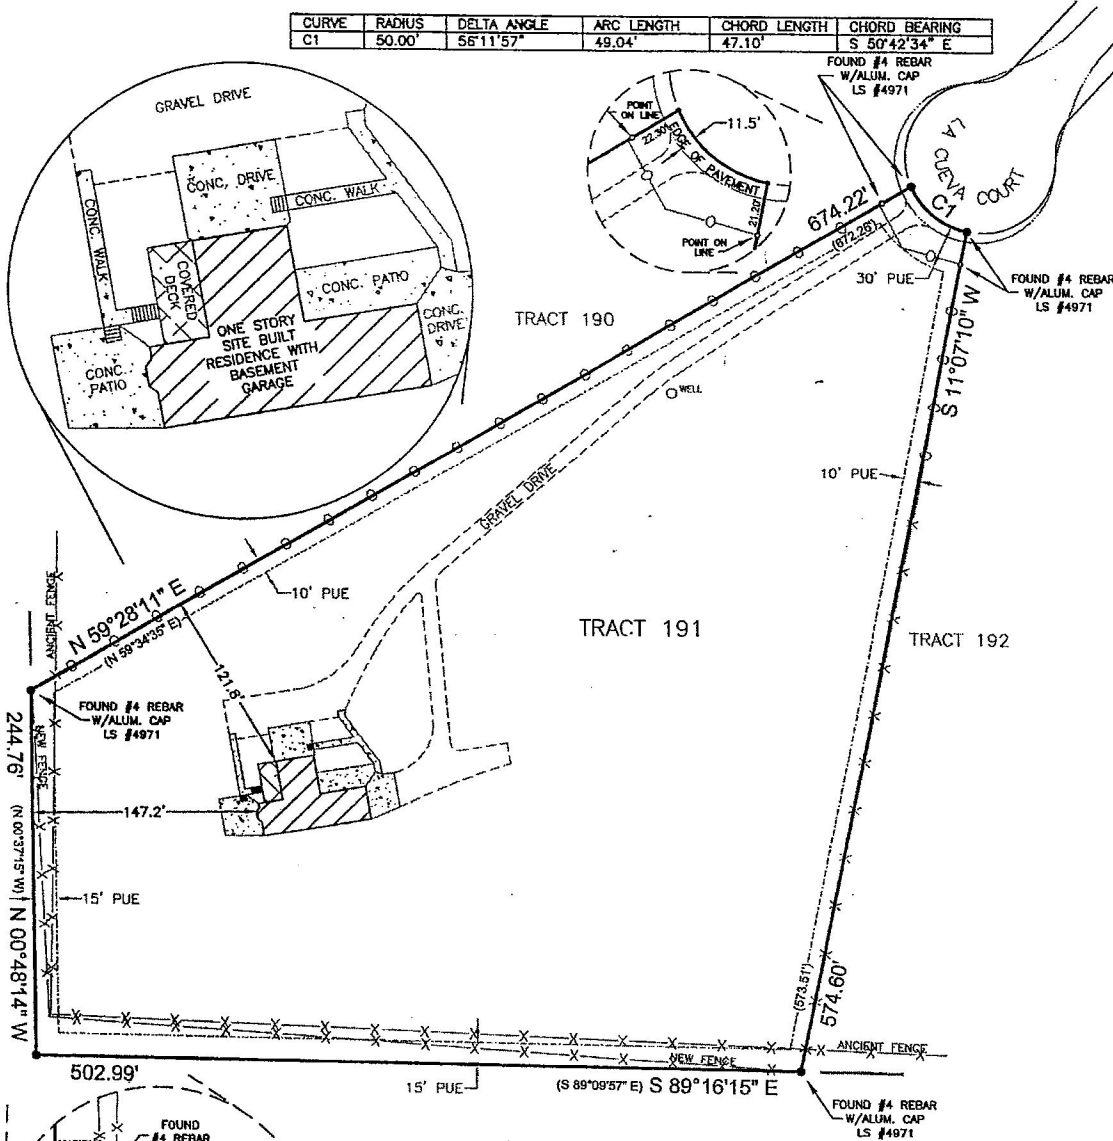 CURVE RADIUS DELTA ANGLE ARC LENGTH CHORD LENGTH CHORD BEARING
C1 50.00' 56°11'57" 49.04' 47.10' S 50°42'34" E
FOUND #4 REBAR
W/ALUM. CAP
LS #4971
GRAVEL DRIVE
CONC. DRIVE
CONC. WALK
CONC. WALK
COVERED
DECK
CONC. PATIO
CONC.
DRIVE
ONE STORY
SITE BUILT
RESIDENCE WITH
BASEMENT
GARAGE
CONC.
PATIO
POINT
ON LINE
22.30'
11.5'
EDGE OF PAVEMENT
21.20'
POINT ON
LINE
LA
CUEVA
COURT
C1
674.22'
(672.26')
30' PUE
FOUND #4 REBAR
W/ALUM. CAP
LS #4971
TRACT 190
WELL
S 11°07'10" W
10' PUE
GRAVEL DRIVE
ANCIENT FENCE
N 59°28'11" E
(N 59°34'35" E)
10' PUE
TRACT 191
TRACT 192
121.8'
FOUND #4 REBAR
W/ALUM. CAP
LS #4971
NEW FENCE
244.76'
(N 00°37'15" W)
N 00°48'14" W
147.2'
15' PUE
(573.51')
574.60'
ANCIENT FENCE
NEW FENCE
502.99'
15' PUE
(S 89°09'57" E) S 89°16'15" E
FOUND #4 REBAR
W/ALUM. CAP
LS #4971
FOUND
#4 REBAR